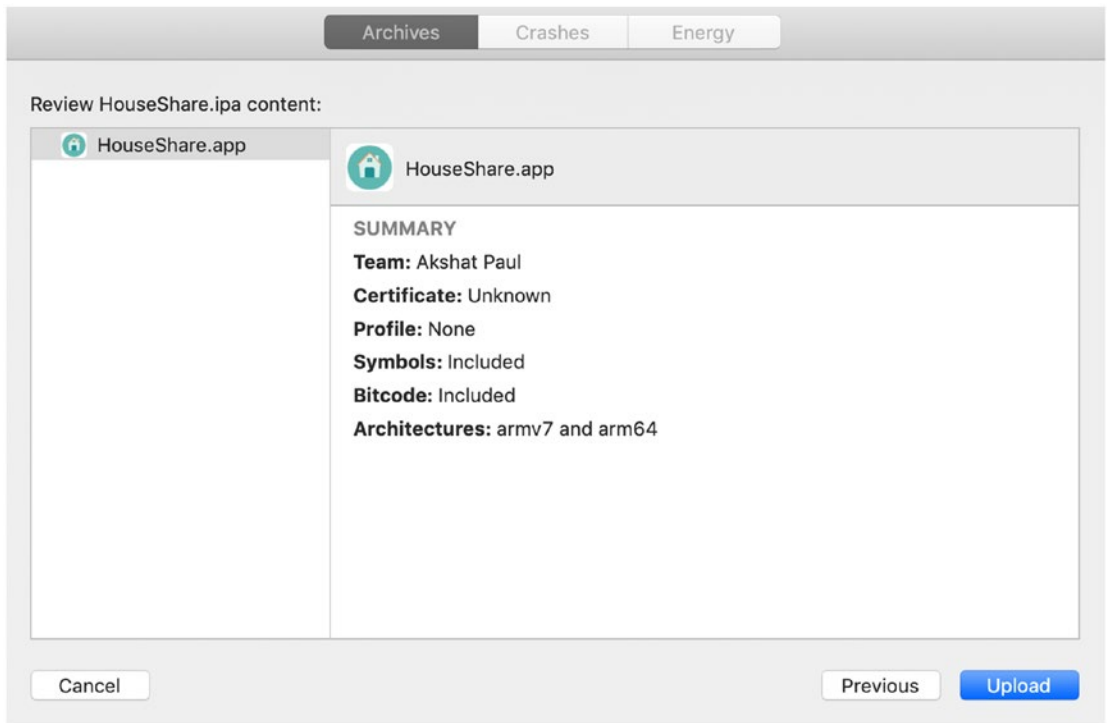 Archives Crashes Energy
Review HouseShare.ipa content:
HouseShare.app
HouseShare.app
SUMMARY
Team: Akshat Paul
Certificate: Unknown
Profile: None
Symbols: Included
Bitcode: Included
Architectures: armv7 and arm64
Cancel Previous Upload